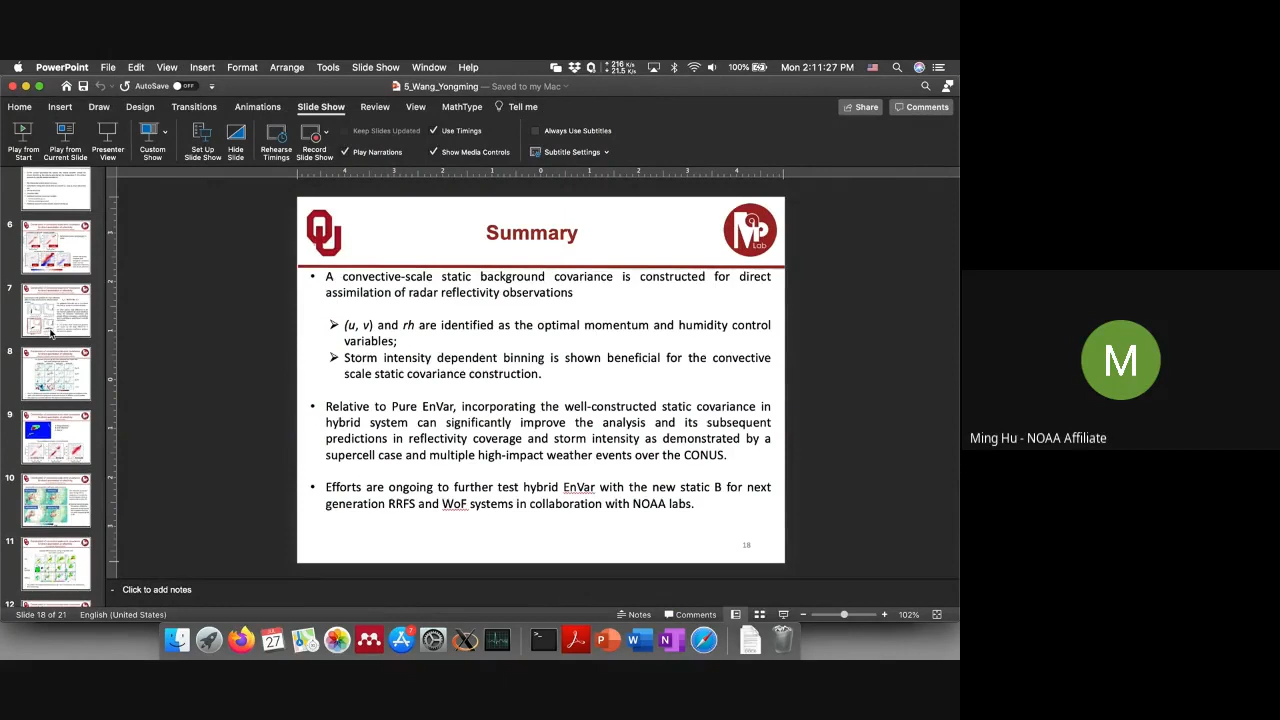 PowerPoint File Edit View Insert Format Arrange Tools Slide Show Window Help 216 K/s 21.5 K/s 100% Mon 2:11:27 PM
AutoSave OFF 5_Wang_Yongming — Saved to my Mac
Home Insert Draw Design Transitions Animations Slide Show Review View MathType Tell me Share Comments
Play from Start
Play from Current Slide
Presenter View
Custom Show
Set Up Slide Show
Hide Slide
Rehearse Timings
Record Slide Show
Keep Slides Updated
Play Narrations
Use Timings
Show Media Controls
Always Use Subtitles
Subtitle Settings
6
7
8
9
10
11
12
Summary
• A convective-scale static background covariance is constructed for direct
assimilation of radar reflectivity observations
➢ (u, v) and rh are identified as the optimal momentum and humidity control
variables;
➢ Storm intensity dependent binning is shown beneficial for the convective
scale static covariance construction.
• Relative to Pure EnVar, incorporating the well-constructed static covariance in
hybrid system can significantly improve the analysis and its subsequent
predictions in reflectivity coverage and storm intensity as demonstrated by a
supercell case and multiple high-impact weather events over the CONUS.
• Efforts are ongoing to further test hybrid EnVar with the new static B for next
generation RRFS and WoF systems in collaboration with NOAA labs.
18
Click to add notes
Slide 18 of 21 English (United States) Notes Comments 102%
M
Ming Hu - NOAA Affiliate